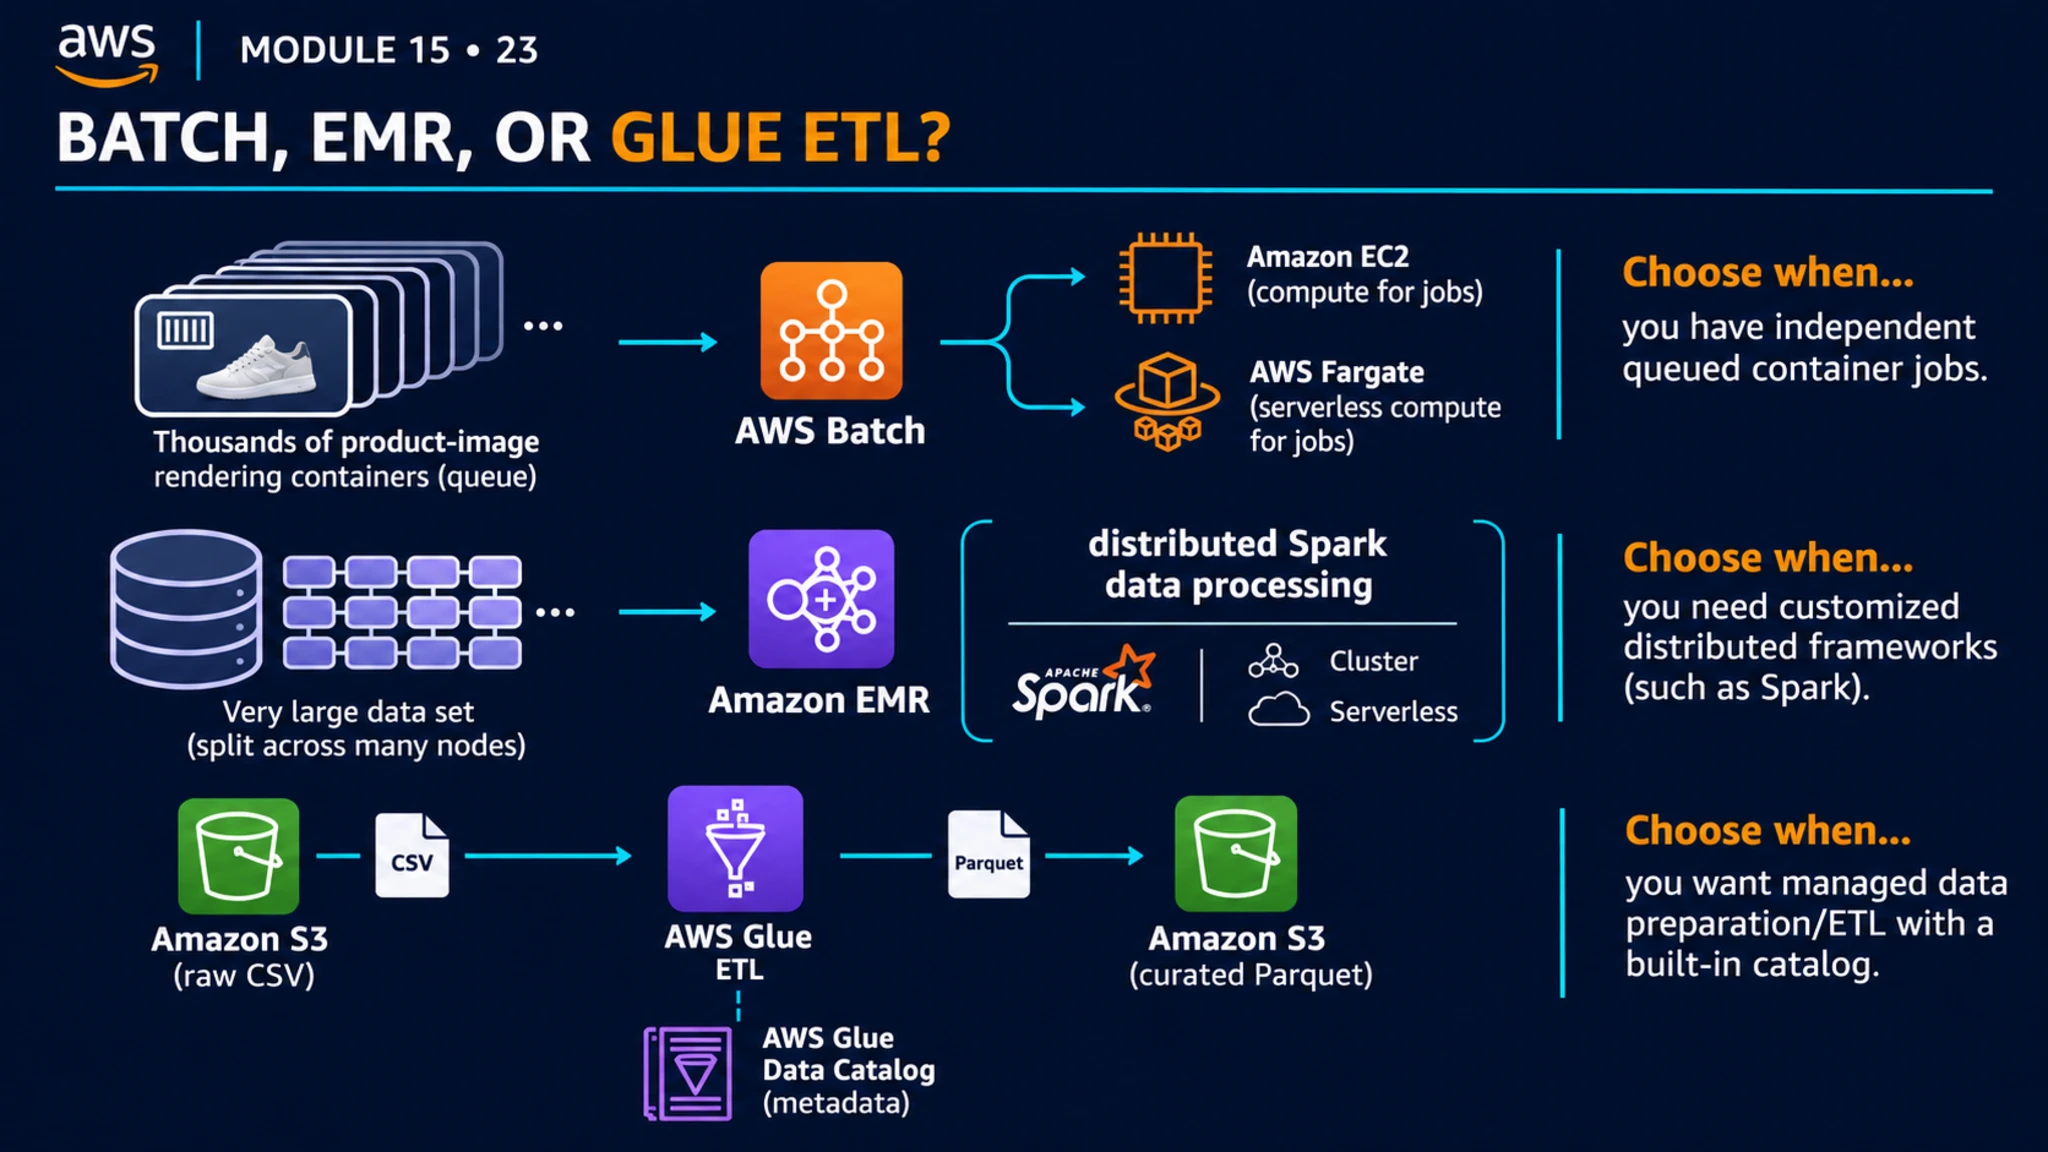 aws
MODULE 15 • 23
BATCH, EMR, OR GLUE ETL?
Thousands of product-image
rendering containers (queue)
...
AWS Batch
Amazon EC2
(compute for jobs)
AWS Fargate
(serverless compute
for jobs)
Choose when...
you have independent
queued container jobs.
Very large data set
(split across many nodes)
...
Amazon EMR
distributed Spark
data processing
APACHE
Spark®
Cluster
Serverless
Choose when...
you need customized
distributed frameworks
(such as Spark).
Amazon S3
(raw CSV)
CSV
AWS Glue
ETL
Parquet
Amazon S3
(curated Parquet)
AWS Glue
Data Catalog
(metadata)
Choose when...
you want managed data
preparation/ETL with a
built-in catalog.